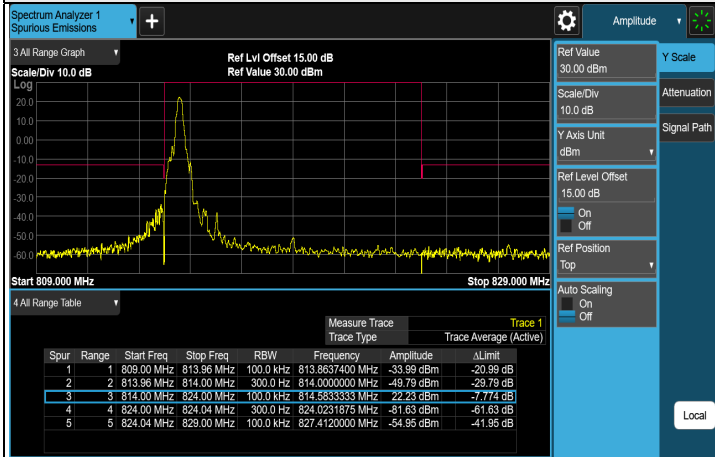 Spectrum Analyzer 1
Spurious Emissions
Amplitude
3 All Range Graph
Ref Lvl Offset 15.00 dB
Scale/Div 10.0 dB
Ref Value 30.00 dBm
Log
20.0
10.0
0.00
-10.0
-20.0
-30.0
-40.0
-50.0
-60.0
Start 809.000 MHz
Stop 829.000 MHz
4 All Range Table
Measure Trace Trace 1
Trace Type Trace Average (Active)
Spur Range Start Freq Stop Freq RBW Frequency Amplitude ΔLimit
1 1 809.00 MHz 813.96 MHz 100.0 kHz 813.8637400 MHz -33.99 dBm -20.99 dB
2 2 813.96 MHz 814.00 MHz 300.0 Hz 814.0000000 MHz -49.79 dBm -29.79 dB
3 3 814.00 MHz 824.00 MHz 100.0 kHz 814.5833333 MHz 22.23 dBm -7.774 dB
4 4 824.00 MHz 824.04 MHz 300.0 Hz 824.0231875 MHz -81.63 dBm -61.63 dB
5 5 824.04 MHz 829.00 MHz 100.0 kHz 827.4120000 MHz -54.95 dBm -41.95 dB
Ref Value
30.00 dBm
Scale/Div
10.0 dB
Y Axis Unit
dBm
Ref Level Offset
15.00 dB
On
Off
Ref Position
Top
Auto Scaling
On
Off
Y Scale
Attenuation
Signal Path
Local